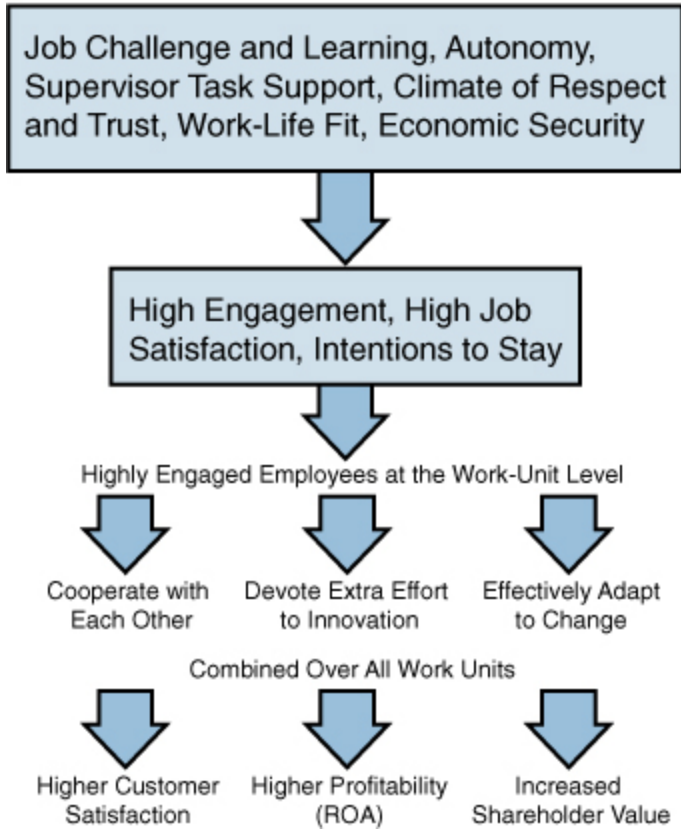 Job Challenge and Learning, Autonomy,
Supervisor Task Support, Climate of Respect
and Trust, Work-Life Fit, Economic Security
High Engagement, High Job
Satisfaction, Intentions to Stay
Highly Engaged Employees at the Work-Unit Level
Cooperate with
Each Other
Devote Extra Effort
to Innovation
Effectively Adapt
to Change
Combined Over All Work Units
Higher Customer
Satisfaction
Higher Profitability
(ROA)
Increased
Shareholder Value